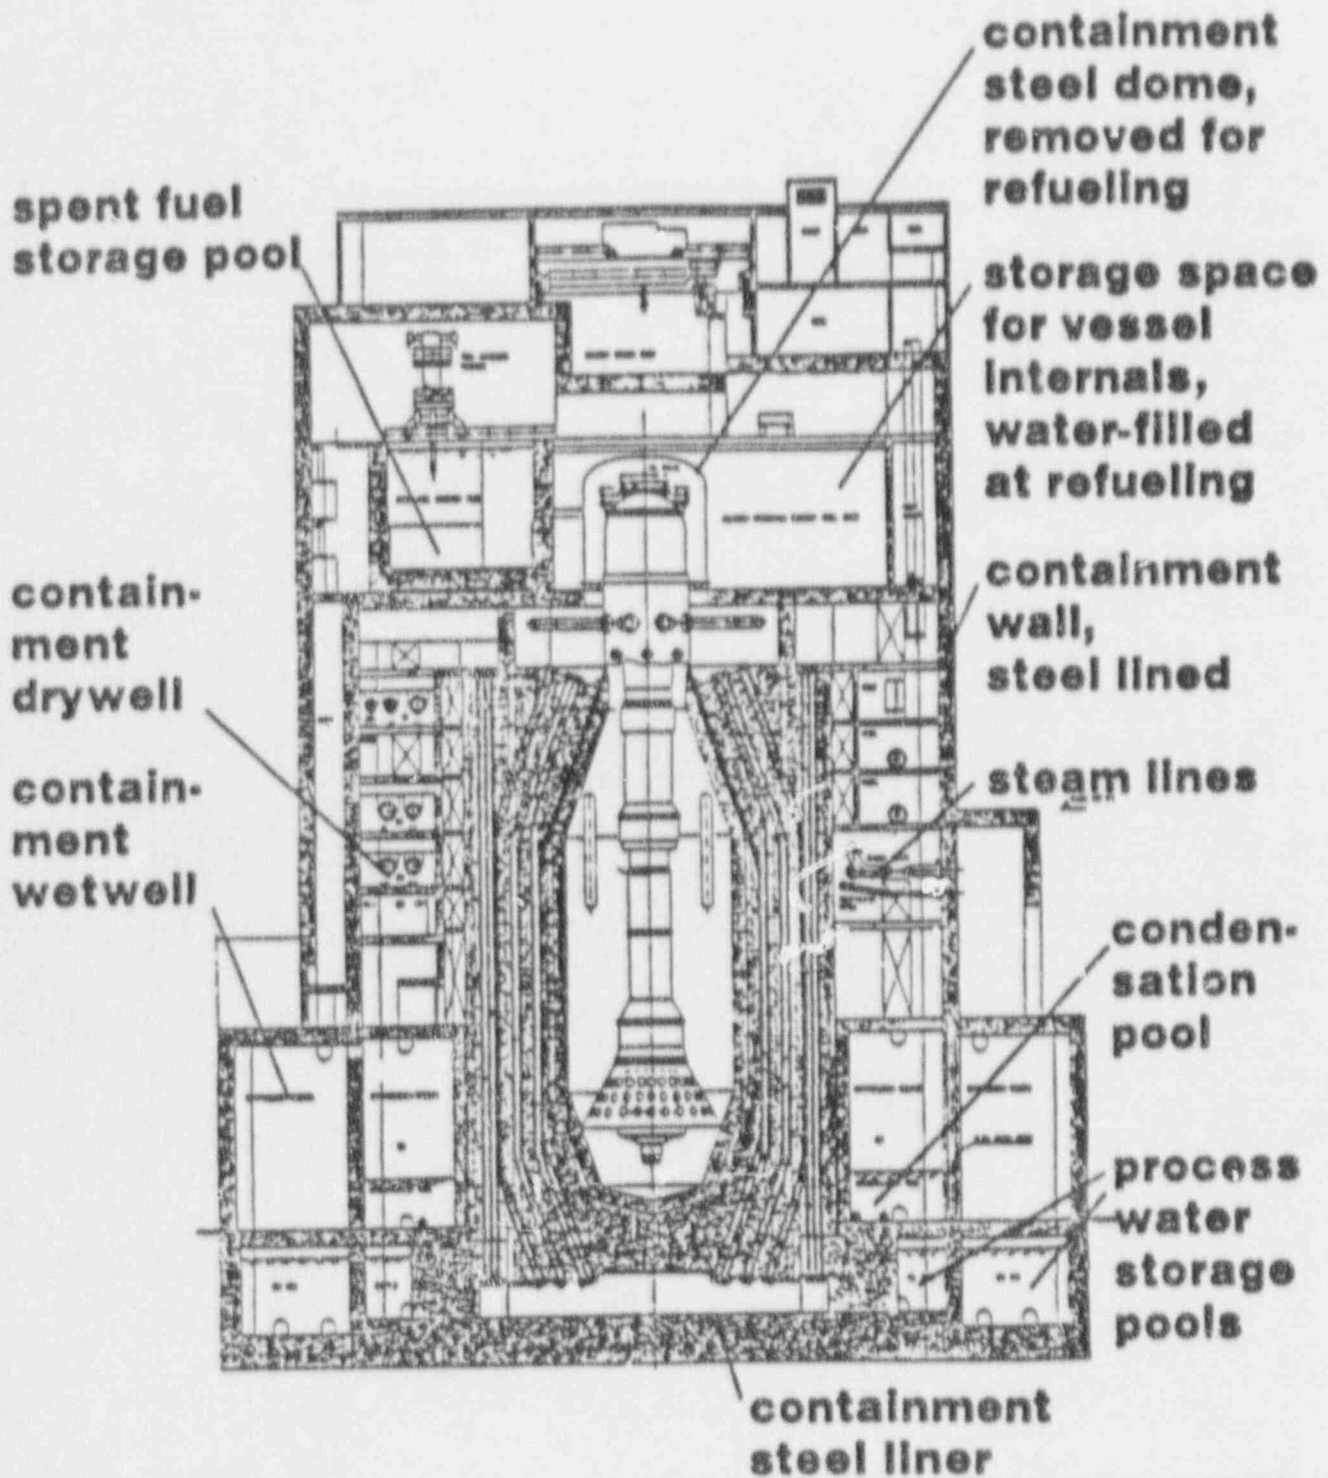 containment
steel dome,
removed for
refueling
spent fuel
storage pool
storage space
for vessel
internals,
water-filled
at refueling
contain-
ment
drywell
containment
wall,
steel lined
contain-
ment
wetwell
steam lines
conden-
sation
pool
process
water
storage
pools
containment
steel liner